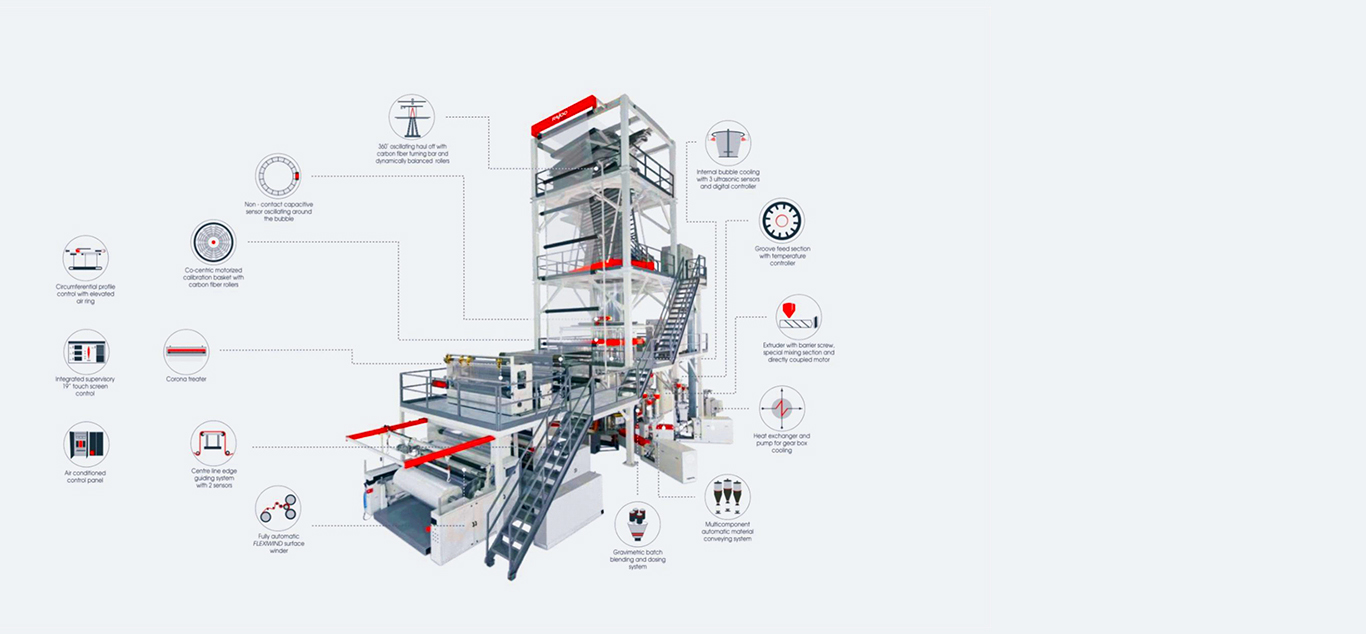 360° oscillating haul off with
carbon fiber turning bar and
dynamically balanced rollers
Internal bubble cooling
with 3 ultrasonic sensors
and digital controller
Non - contact capacitive
sensor oscillating around
the bubble
Groove feed section
with temperature
controller
Co-centric motorized
calibration basket with
carbon fiber rollers
Circumferential profile
control with elevated
air ring
Extruder with barrier screw,
special mixing section and
directly coupled motor
Integrated supervisory
19" touch screen
control
Corona treater
Heat exchanger and
pump for gear box
cooling
Air conditioned
control panel
Centre line edge
guiding system
with 2 sensors
Multicomponent
automatic material
conveying system
Fully automatic
FLEXIWIND surface
winder
Gravimetric batch
blending and dosing
system